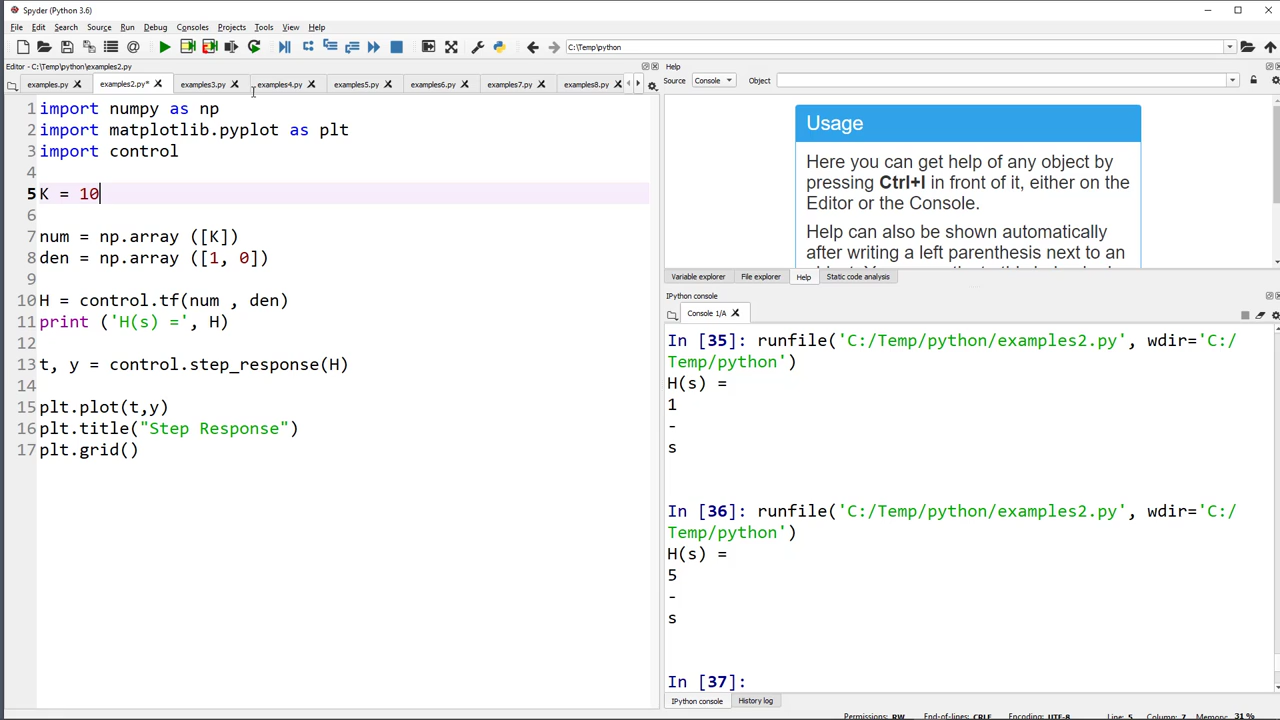 Spyder (Python 3.6)
File Edit Search Source Run Debug Consoles Projects Tools View Help
C:\Temp\python
Editor - C:\Temp\python\examples2.py
examples.py examples2.py* examples3.py examples4.py examples5.py examples6.py examples7.py examples8.py
1 import numpy as np
2 import matplotlib.pyplot as plt
3 import control
4
5 K = 10
6
7 num = np.array ([K])
8 den = np.array ([1, 0])
9
10 H = control.tf(num , den)
11 print ('H(s) =', H)
12
13 t, y = control.step_response(H)
14
15 plt.plot(t,y)
16 plt.title("Step Response")
17 plt.grid()
Help
Source Console Object
Usage
Here you can get help of any object by
pressing Ctrl+I in front of it, either on the
Editor or the Console.
Help can also be shown automatically
after writing a left parenthesis next to an
Variable explorer File explorer Help Static code analysis
IPython console
Console 1/A
In [35]: runfile('C:/Temp/python/examples2.py', wdir='C:/
Temp/python')
H(s) =
1
-
s
In [36]: runfile('C:/Temp/python/examples2.py', wdir='C:/
Temp/python')
H(s) =
5
-
s
In [37]:
IPython console History log
Permissions: RW End-of-lines: CRLF Encoding: UTF-8 Line: 5 Column: 7 Memory: 31 %